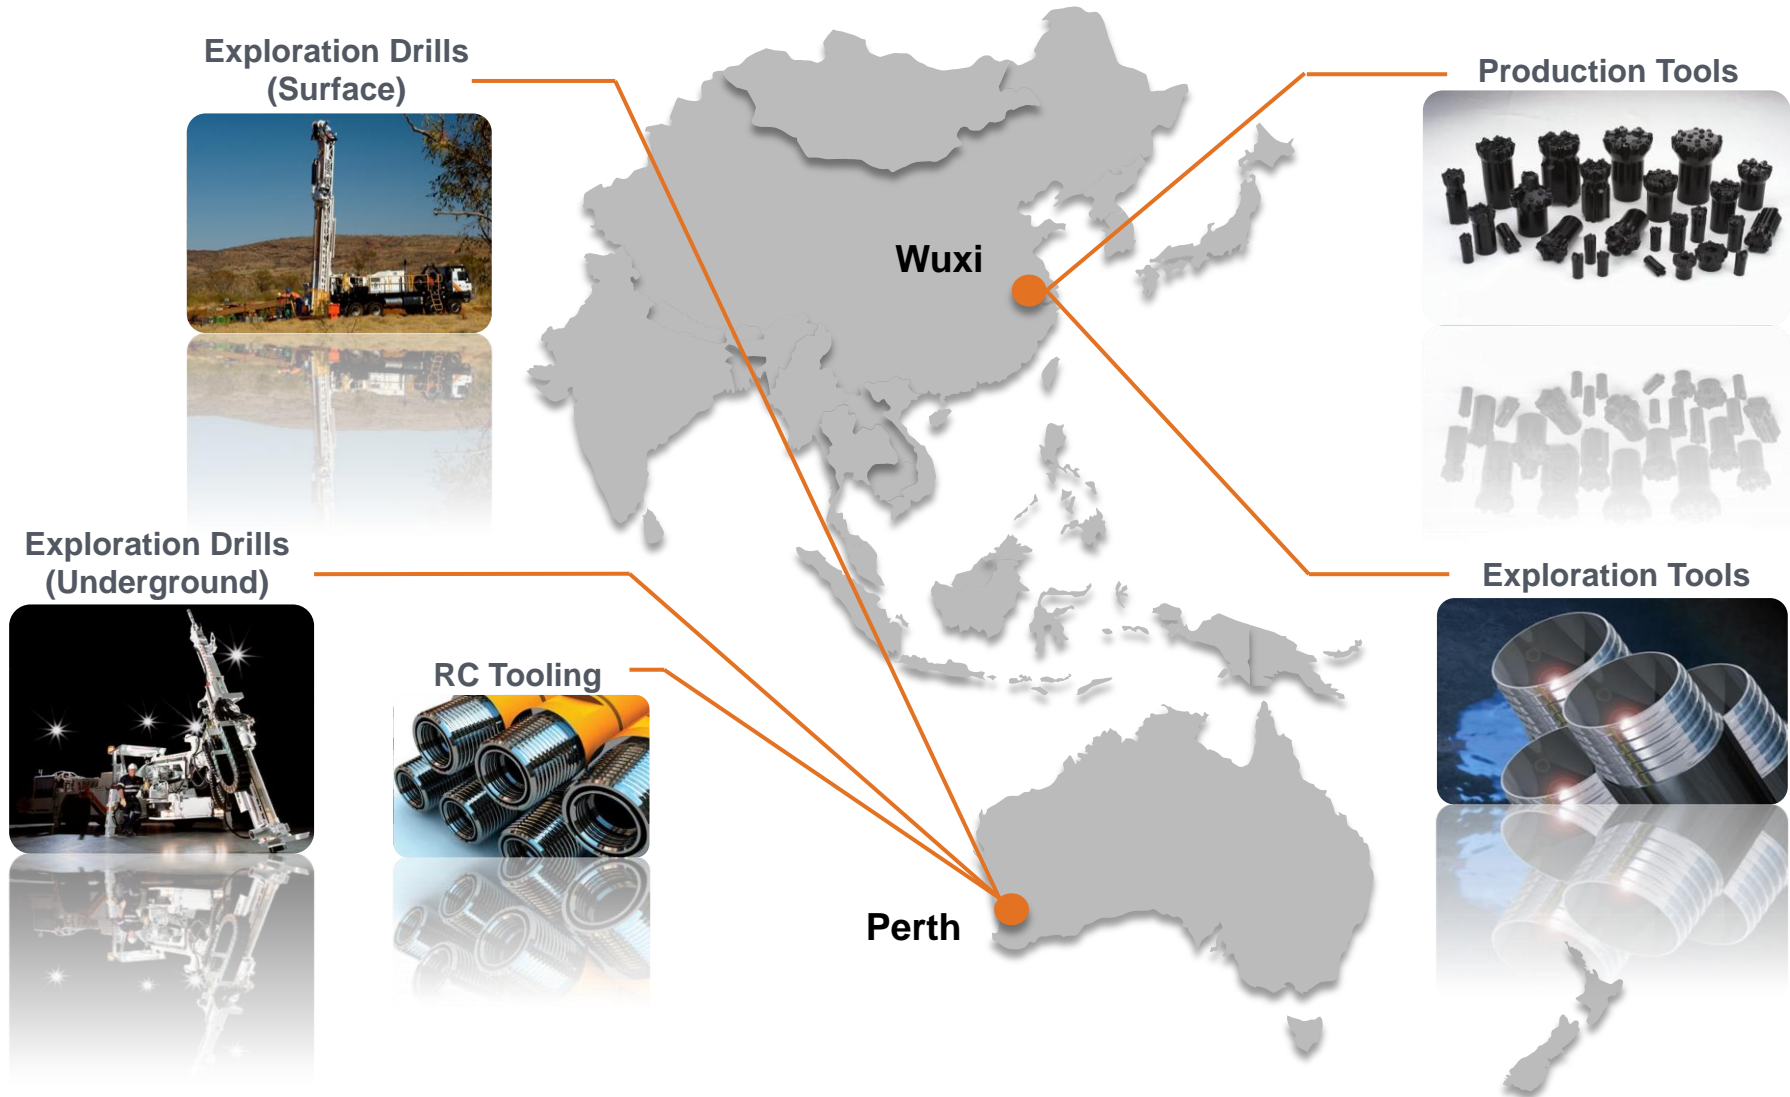 Exploration Drills
(Surface)
Production Tools
Wuxi
Exploration Drills
(Underground)
Exploration Tools
RC Tooling
Perth